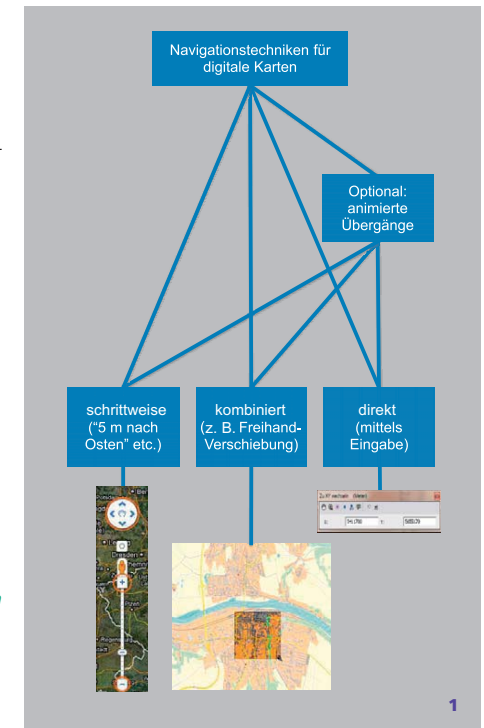 Navigationstechniken für
digitale Karten
Optional:
animierte
Übergänge
schrittweise
("5 m nach
Osten" etc.)
kombiniert
(z. B. Freihand-
Verschiebung)
direkt
(mittels
Eingabe)
Dresden
1